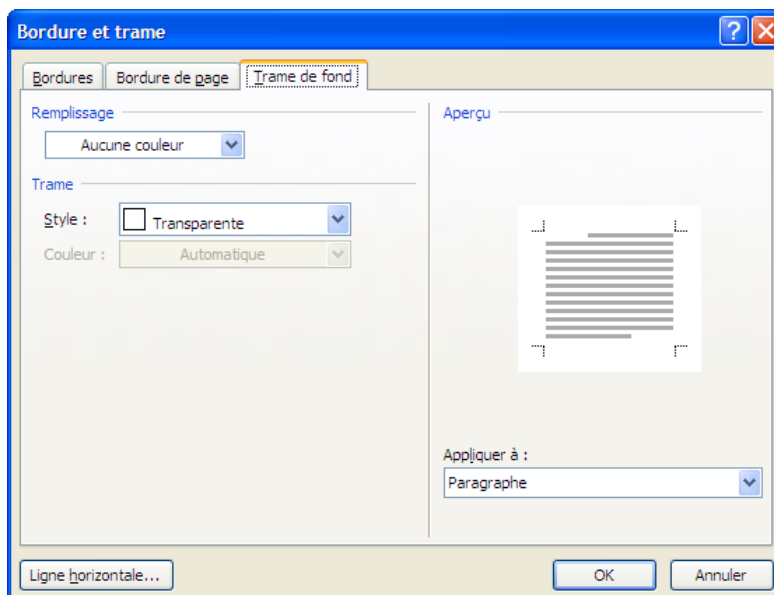 Bordure et trame
Bordures Bordure de page Trame de fond
Remplissage
Aucune couleur
Trame
Style : Transparente
Couleur : Automatique
Aperçu
Appliquer à :
Paragraphe
Ligne horizontale... OK Annuler